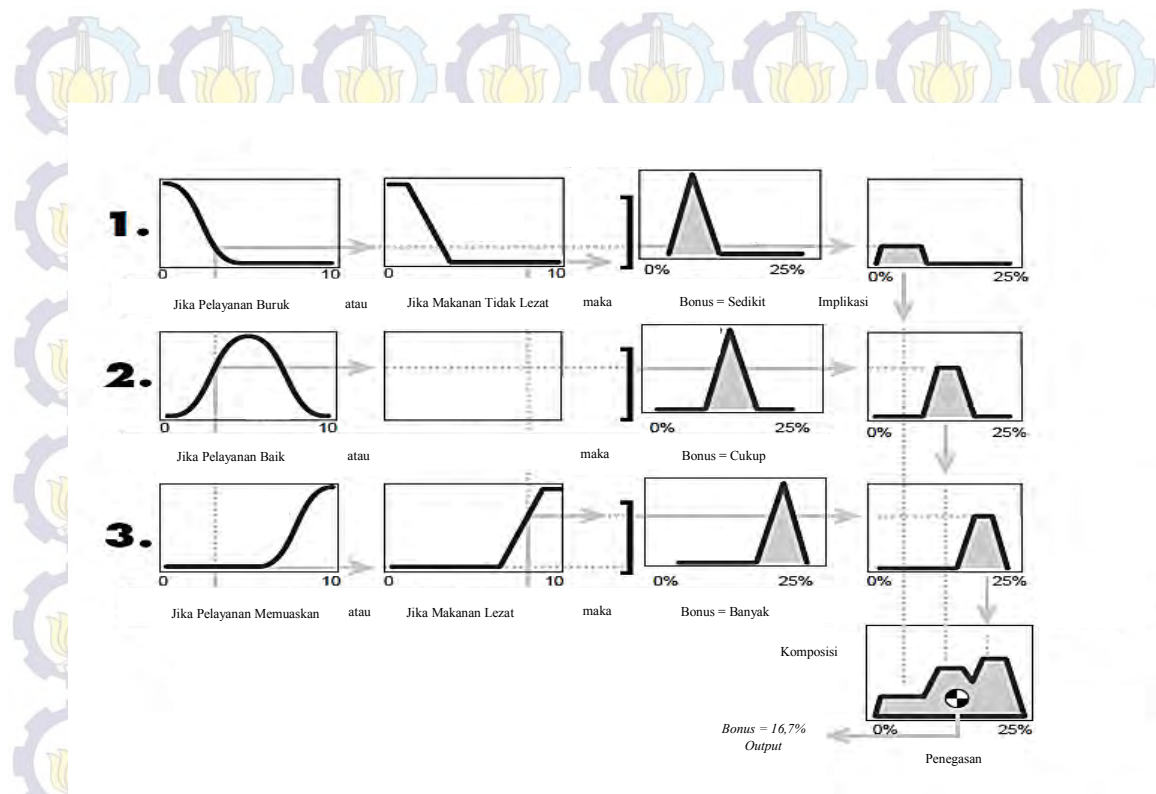 1.
0 10
0 10
0% 25%
0% 25%
Jika Pelayanan Buruk atau Jika Makanan Tidak Lezat maka Bonus = Sedikit Implikasi
2.
0 10
0% 25%
0% 25%
Jika Pelayanan Baik atau maka Bonus = Cukup
3.
0 10
0 10
0% 25%
0% 25%
Jika Pelayanan Memuaskan atau Jika Makanan Lezat maka Bonus = Banyak
Komposisi
0% 25%
Bonus = 16,7%
Output
Penegasan